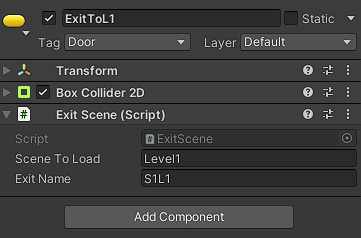 ExitToL1 Static
Tag Door Layer Default
Transform
Box Collider 2D
Exit Scene (Script)
Script ExitScene
Scene To Load Level1
Exit Name S1L1
Add Component